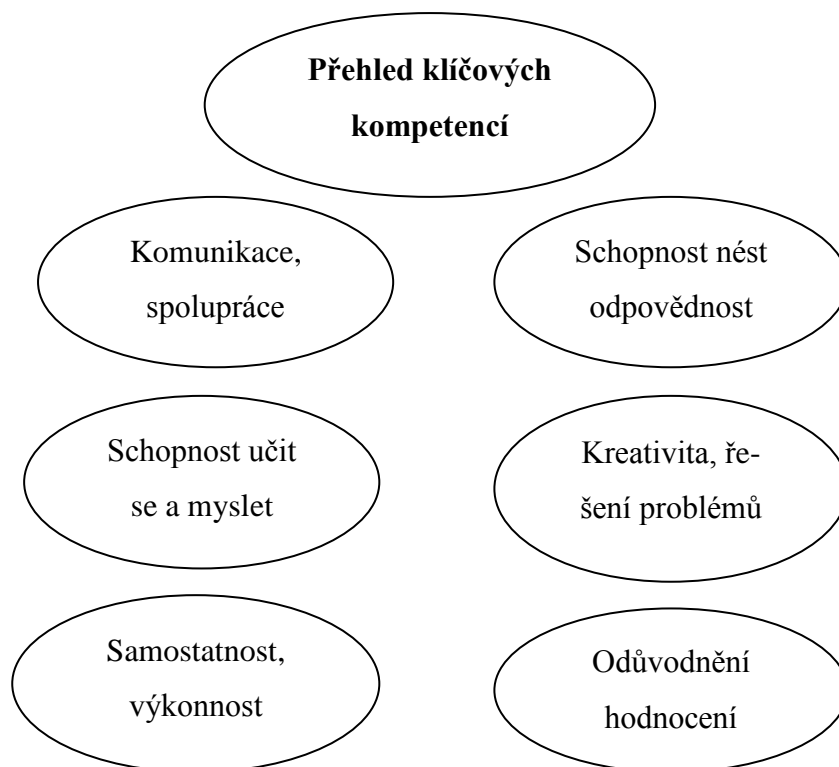 Přehled klíčových
kompetencí
Komunikace,
spolupráce
Schopnost nést
odpovědnost
Schopnost učit
se a myslet
Kreativita, ře-
šení problémů
Samostatnost,
výkonnost
Odůvodnění
hodnocení